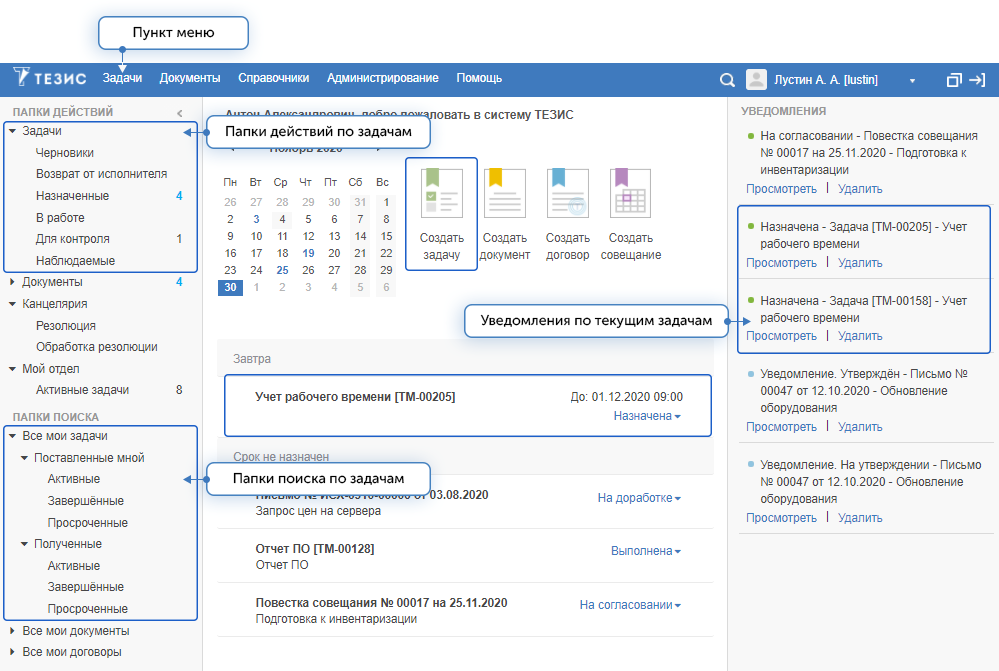 Пункт меню
ТЕЗИС Задачи Документы Справочники Администрирование Помощь Лустин А. А. [lustin]
ПАПКИ ДЕЙСТВИЙ
Задачи
Черновики
Возврат от исполнителя
Назначенные 4
В работе
Для контроля 1
Наблюдаемые
Документы 4
Канцелярия
Резолюция
Обработка резолюции
Мой отдел
Активные задачи 8
ПАПКИ ПОИСКА
Все мои задачи
Поставленные мной
Активные
Завершённые
Просроченные
Полученные
Активные
Завершённые
Просроченные
Все мои документы
Все мои договоры
Антон Александрович, добро пожаловать в систему ТЕЗИС
Папки действий по задачам
Ноябрь 2020
Пн Вт Ср Чт Пт Сб Вс
26 27 28 29 30 31 1
2 3 4 5 6 7 8
9 10 11 12 13 14 15
16 17 18 19 20 21 22
23 24 25 26 27 28 29
30 1 2 3 4 5 6
Создать задачу
Создать документ
Создать договор
Создать совещание
Уведомления по текущим задачам
Завтра
Учет рабочего времени [ТМ-00205] До: 01.12.2020 09:00
Назначена
Срок не назначен
Папки поиска по задачам
03.08.2020 На доработке
Запрос цен на сервера
Отчет ПО [ТМ-00128] Выполнена
Отчет ПО
Повестка совещания № 00017 на 25.11.2020 На согласовании
Подготовка к инвентаризации
УВЕДОМЛЕНИЯ
На согласовании - Повестка совещания
№ 00017 на 25.11.2020 - Подготовка к
инвентаризации
Просмотреть | Удалить
Назначена - Задача [ТМ-00205] - Учет
рабочего времени
Просмотреть | Удалить
Назначена - Задача [ТМ-00158] - Учет
рабочего времени
Просмотреть | Удалить
Уведомление. Утверждён - Письмо №
00047 от 12.10.2020 - Обновление
оборудования
Просмотреть | Удалить
Уведомление. На утверждении - Письмо
№ 00047 от 12.10.2020 - Обновление
оборудования
Просмотреть | Удалить